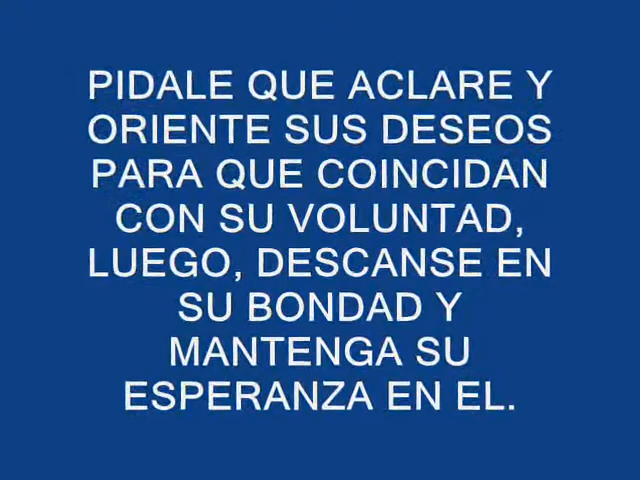 PIDALE QUE ACLARE Y
ORIENTE SUS DESEOS
PARA QUE COINCIDAN
CON SU VOLUNTAD,
LUEGO, DESCANSE EN
SU BONDAD Y
MANTENGA SU
ESPERANZA EN EL.